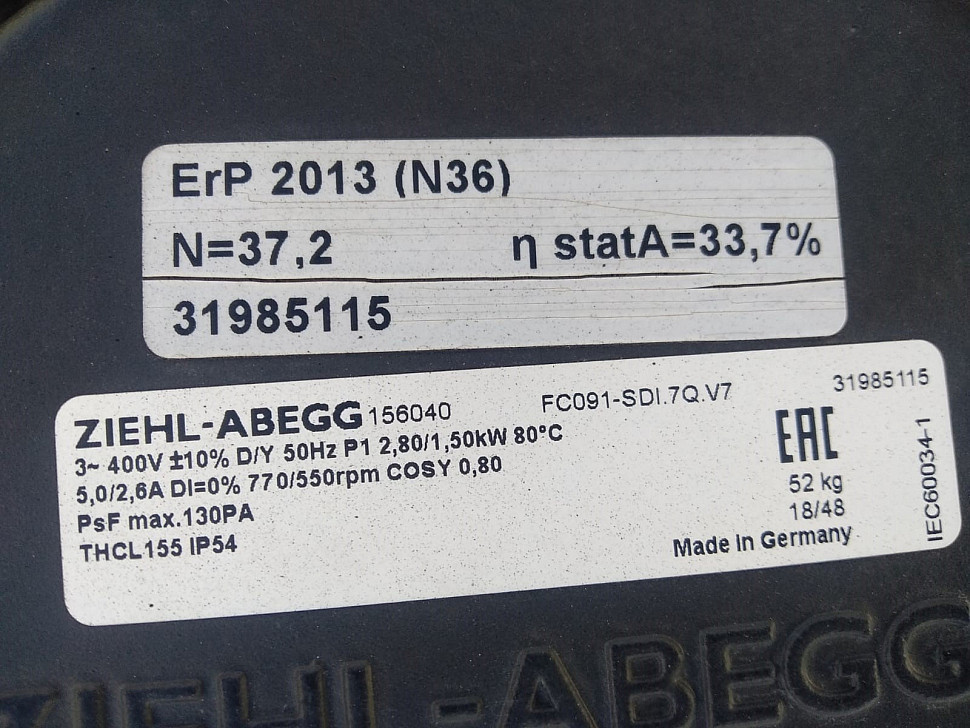 ErP 2013 (N36)
N=37,2 η statA=33,7%
31985115
ZIEHL-ABEGG 156040 FC091-SDI.7Q.V7 31985115
3~ 400V ±10% D/Y 50Hz P1 2,80/1,50kW 80°C
5,0/2,6A DI=0% 770/550rpm COSY 0,80
PsF max.130PA
THCL155 IP54
EAC
52 kg
18/48
Made in Germany
IEC60034-1
ZIEHL-ABEGG